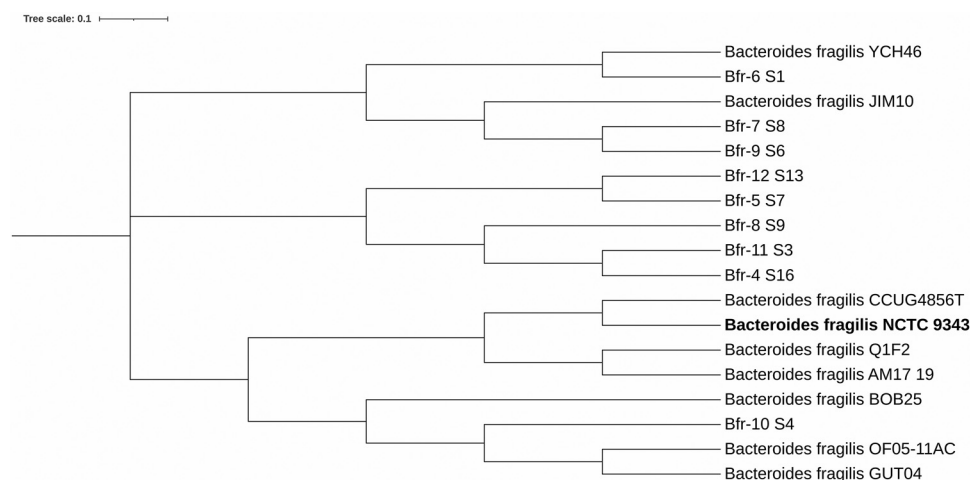 Tree scale: 0.1
Bacteroides fragilis YCH46
Bfr-6 S1
Bacteroides fragilis JIM10
Bfr-7 S8
Bfr-9 S6
Bfr-12 S13
Bfr-5 S7
Bfr-8 S9
Bfr-11 S3
Bfr-4 S16
Bacteroides fragilis CCUG4856T
Bacteroides fragilis NCTC 9343
Bacteroides fragilis Q1F2
Bacteroides fragilis AM17 19
Bacteroides fragilis BOB25
Bfr-10 S4
Bacteroides fragilis OF05-11AC
Bacteroides fragilis GUT04